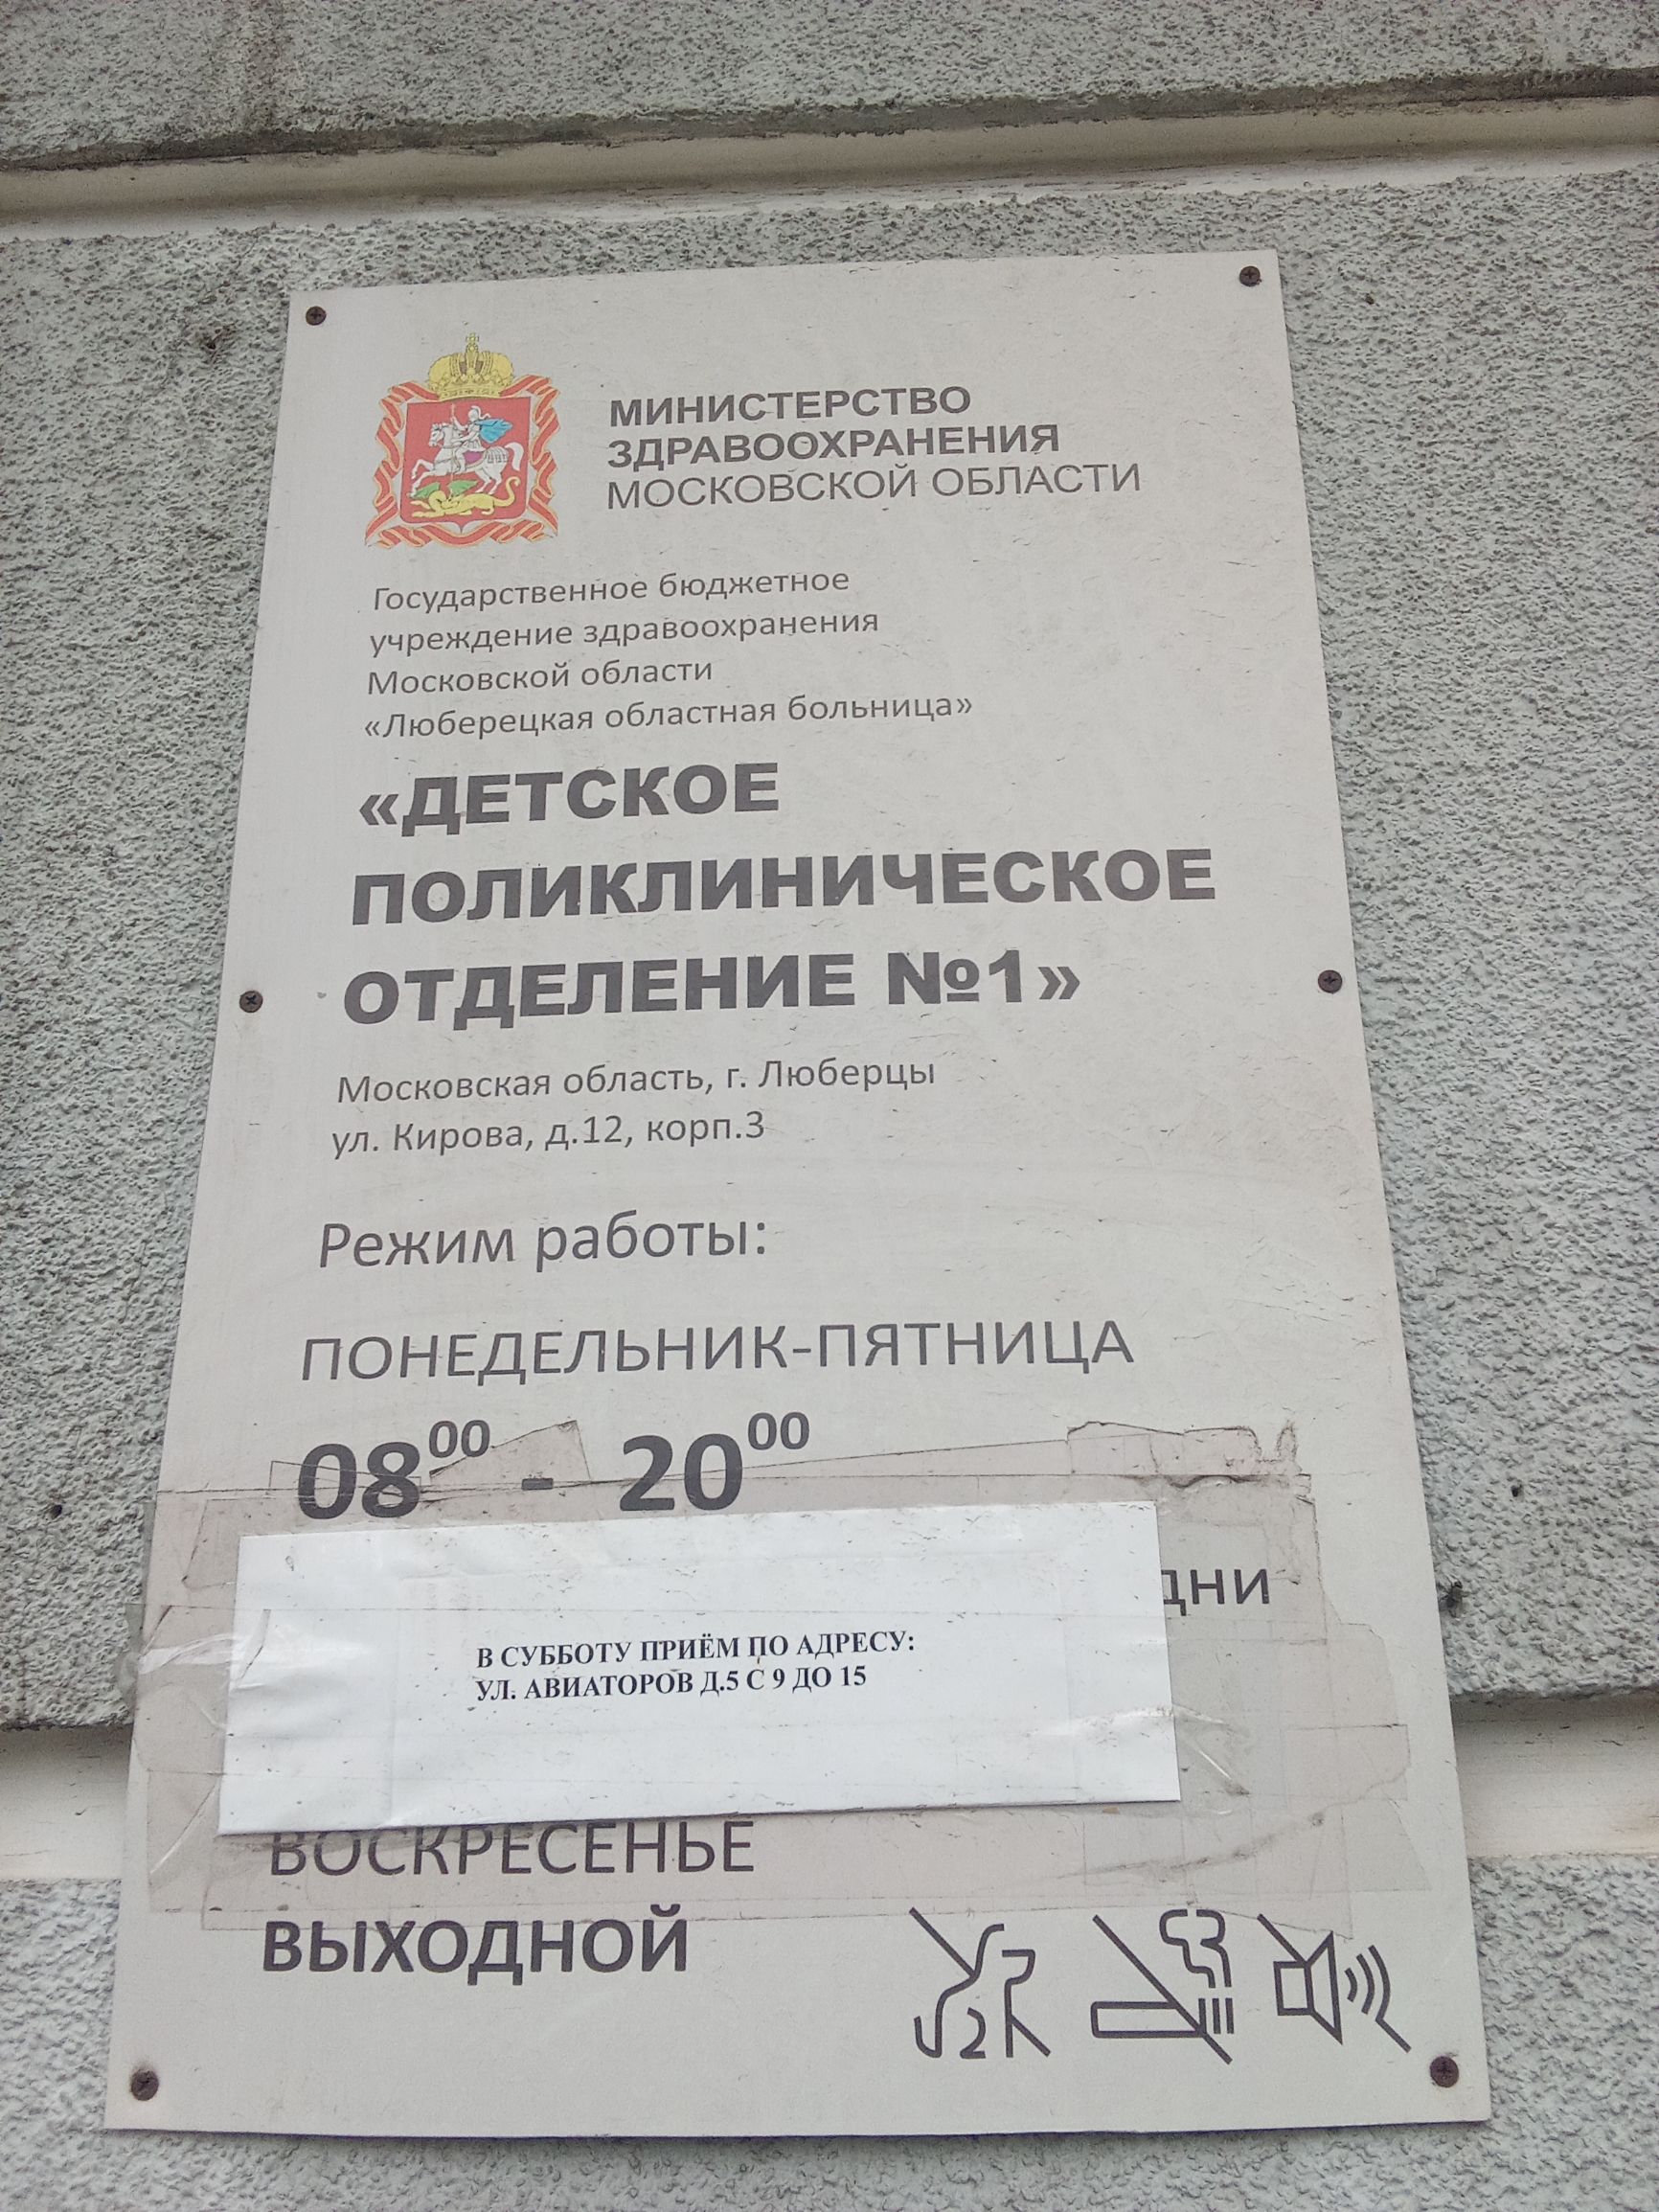 МИНИСТЕРСТВО
ЗДРАВООХРАНЕНИЯ
МОСКОВСКОЙ ОБЛАСТИ
Государственное бюджетное
учреждение здравоохранения
Московской области
«Люберецкая областная больница»
«ДЕТСКОЕ
ПОЛИКЛИНИЧЕСКОЕ
ОТДЕЛЕНИЕ №1»
Московская область, г. Люберцы
ул. Кирова, д.12, корп.3
Режим работы:
ПОНЕДЕЛЬНИК-ПЯТНИЦА
08⁰⁰ - 20⁰⁰
дни
В СУББОТУ ПРИЁМ ПО АДРЕСУ:
УЛ. АВИАТОРОВ Д.5 С 9 ДО 15
ВОСКРЕСЕНЬЕ
ВЫХОДНОЙ